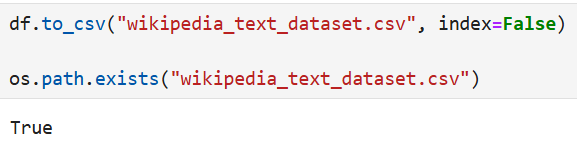 df.to_csv("wikipedia_text_dataset.csv", index=False)
os.path.exists("wikipedia_text_dataset.csv")
True